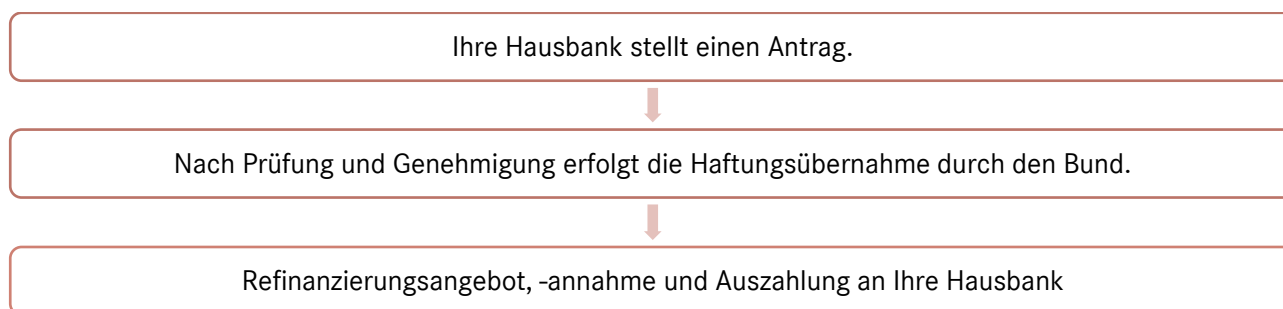 Ihre Hausbank stellt einen Antrag.
Nach Prüfung und Genehmigung erfolgt die Haftungsübernahme durch den Bund.
Refinanzierungsangebot, -annahme und Auszahlung an Ihre Hausbank